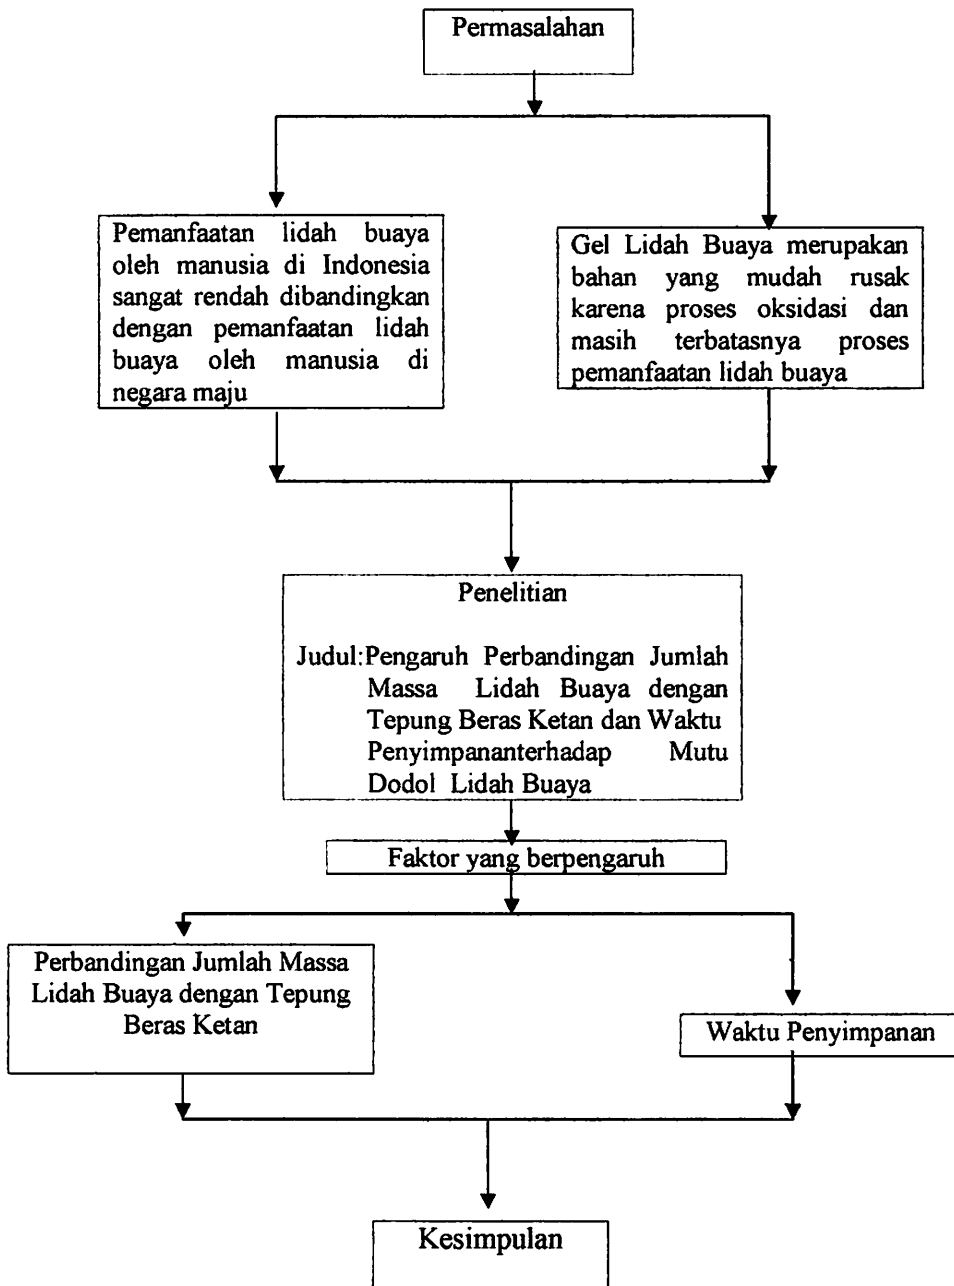 Permasalahan
Pemanfaatan lidah buaya
oleh manusia di Indonesia
sangat rendah dibandingkan
dengan pemanfaatan lidah
buaya oleh manusia di
negara maju
Gel Lidah Buaya merupakan
bahan yang mudah rusak
karena proses oksidasi dan
masih terbatasnya proses
pemanfaatan lidah buaya
Penelitian
Judul:Pengaruh Perbandingan Jumlah
Massa Lidah Buaya dengan
Tepung Beras Ketan dan Waktu
Penyimpananterhadap Mutu
Dodol Lidah Buaya
Faktor yang berpengaruh
Perbandingan Jumlah Massa
Lidah Buaya dengan Tepung
Beras Ketan
Waktu Penyimpanan
Kesimpulan